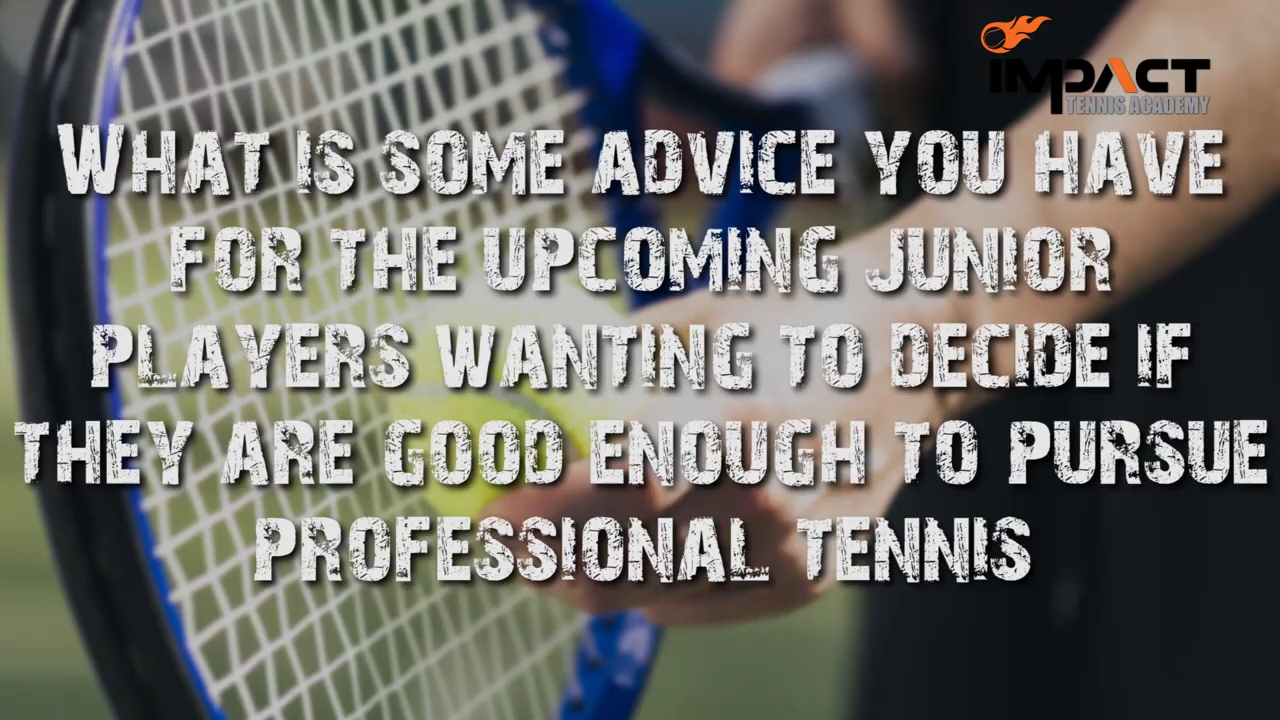 IMPACT
TENNIS ACADEMY
WHAT IS SOME ADVICE YOU HAVE
FOR THE UPCOMING JUNIOR
PLAYERS WANTING TO DECIDE IF
THEY ARE GOOD ENOUGH TO PURSUE
PROFESSIONAL TENNIS